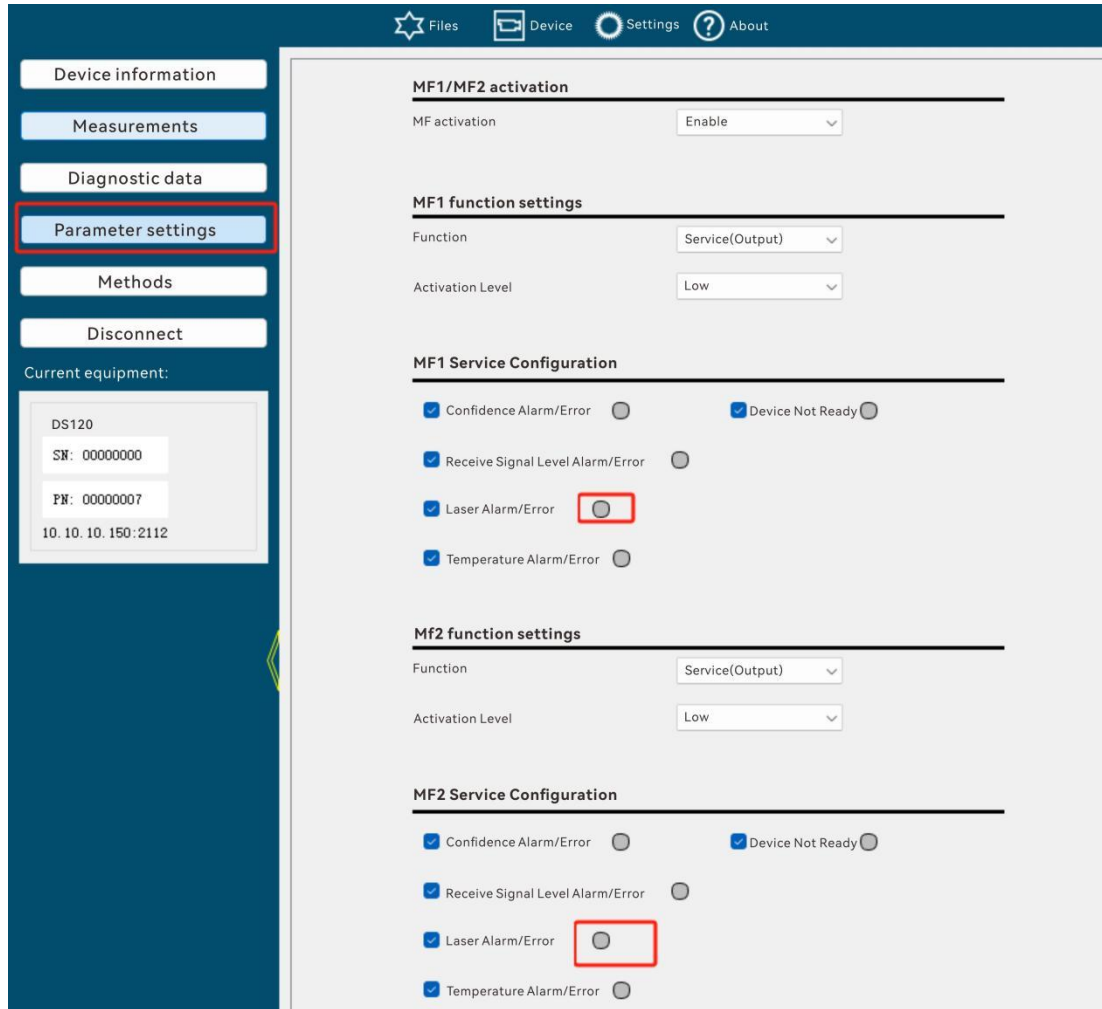 Files Device Settings About
Device information
Measurements
Diagnostic data
Parameter settings
Methods
Disconnect
Current equipment:
DS120
SN: 00000000
PN: 00000007
10.10.10.150:2112
MF1/MF2 activation
MF activation Enable
MF1 function settings
Function Service(Output)
Activation Level Low
MF1 Service Configuration
Confidence Alarm/Error Device Not Ready
Receive Signal Level Alarm/Error
Laser Alarm/Error
Temperature Alarm/Error
Mf2 function settings
Function Service(Output)
Activation Level Low
MF2 Service Configuration
Confidence Alarm/Error Device Not Ready
Receive Signal Level Alarm/Error
Laser Alarm/Error
Temperature Alarm/Error